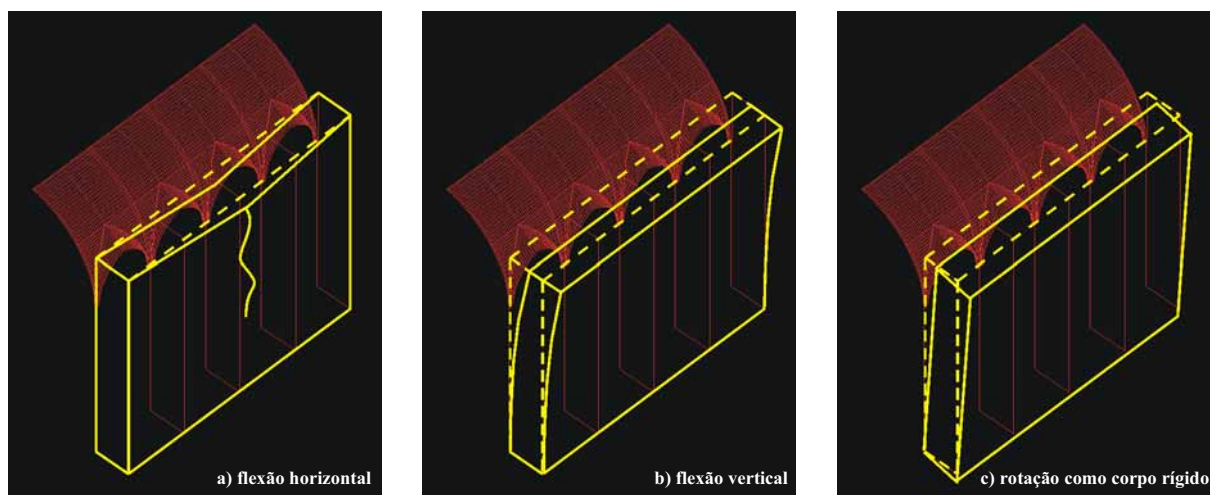 a) flexão horizontal
b) flexão vertical
c) rotação como corpo rígido